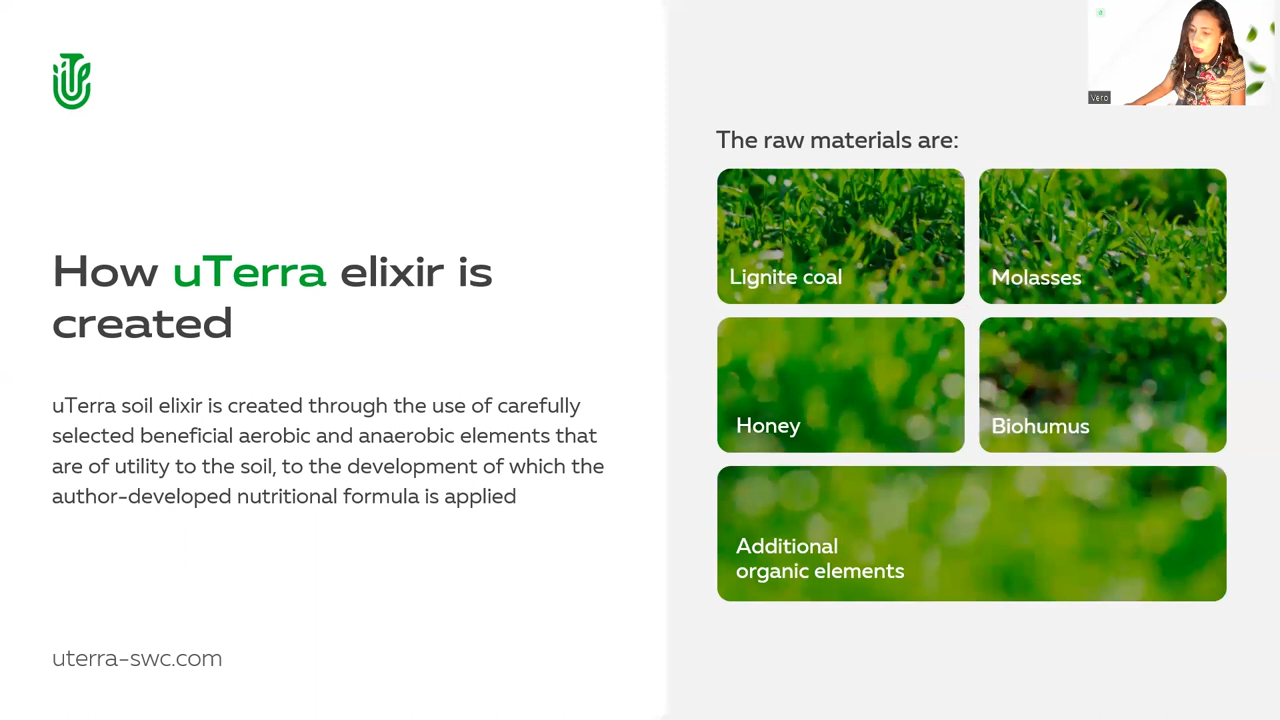 How uTerra elixir is
created
uTerra soil elixir is created through the use of carefully
selected beneficial aerobic and anaerobic elements that
are of utility to the soil, to the development of which the
author-developed nutritional formula is applied
uterra-swc.com
Vero
The raw materials are:
Lignite coal
Molasses
Honey
Biohumus
Additional
organic elements